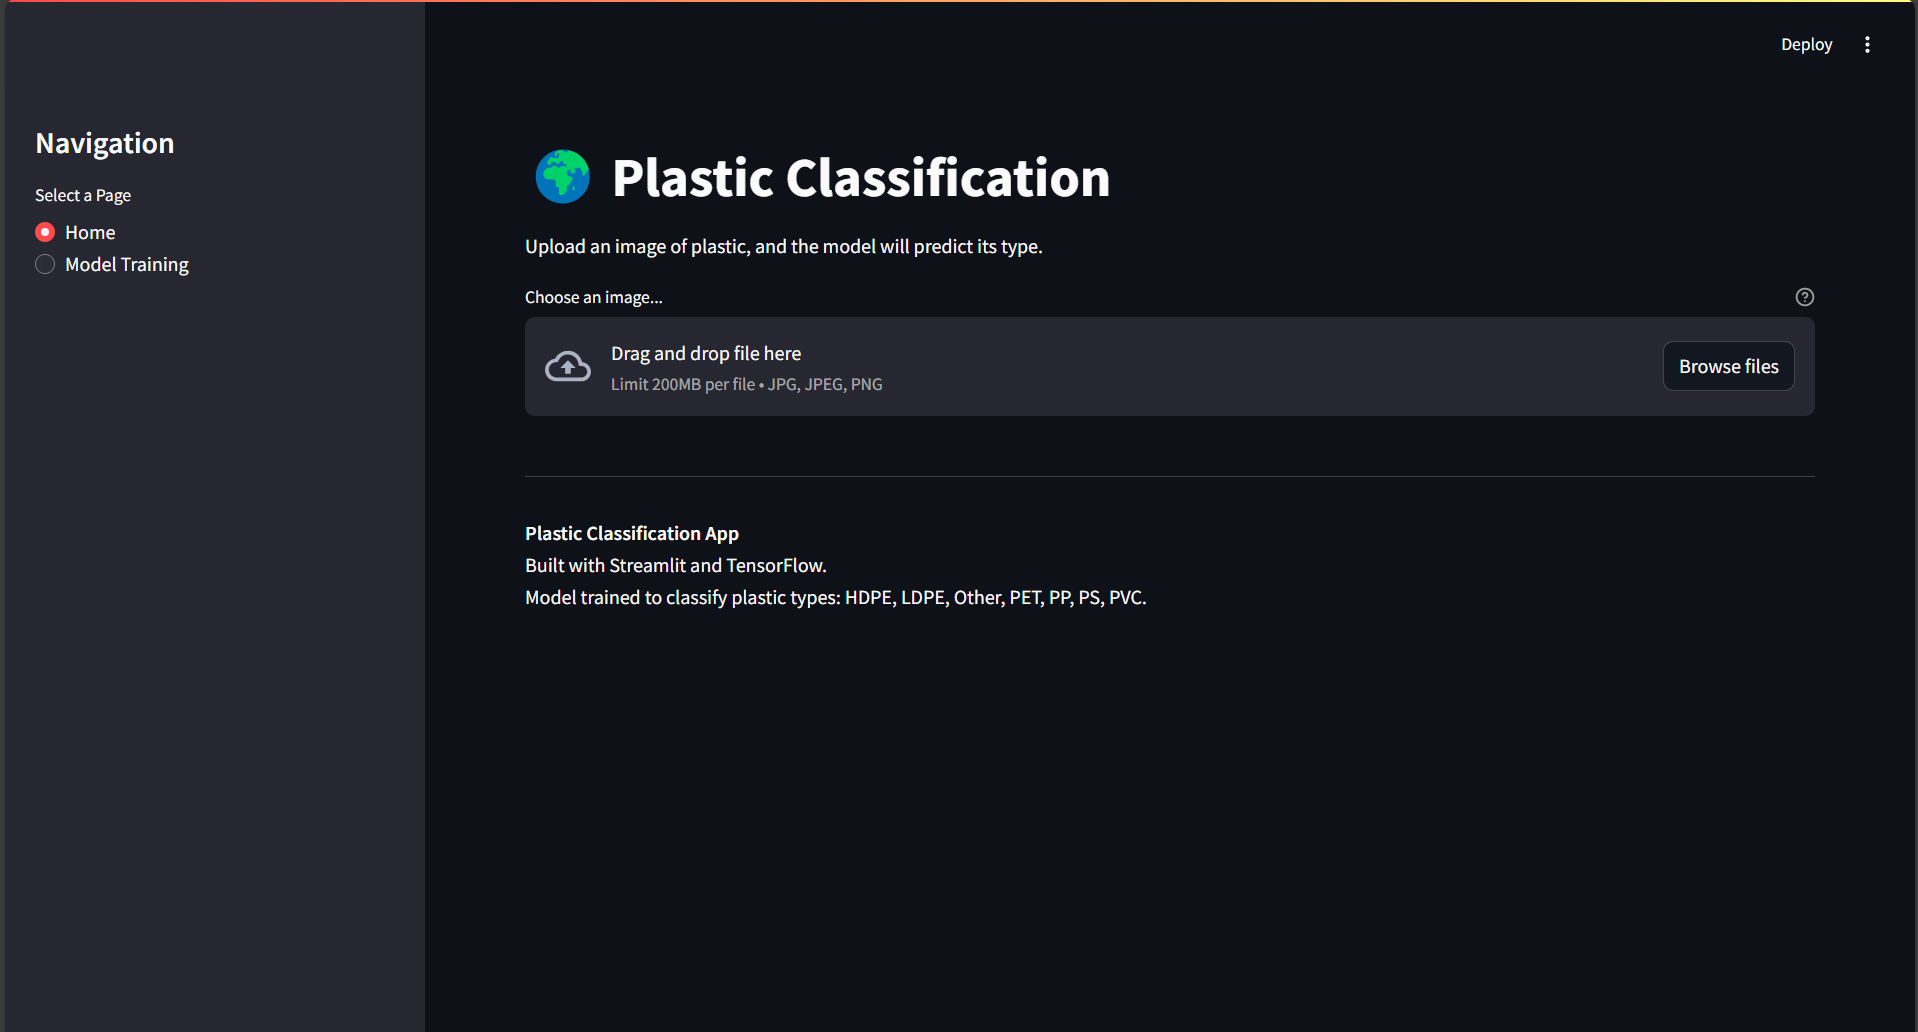 Deploy
Navigation
Select a Page
Home
Model Training
Plastic Classification
Upload an image of plastic, and the model will predict its type.
Choose an image...
Drag and drop file here
Limit 200MB per file • JPG, JPEG, PNG
Browse files
Plastic Classification App
Built with Streamlit and TensorFlow.
Model trained to classify plastic types: HDPE, LDPE, Other, PET, PP, PS, PVC.